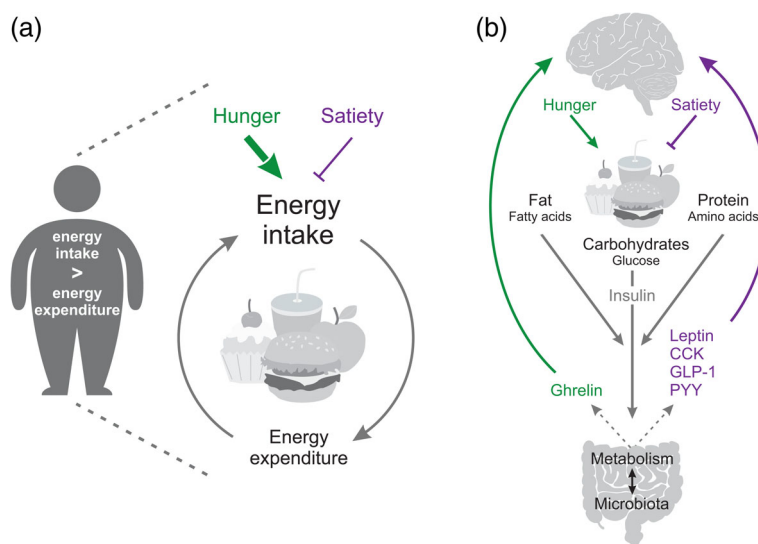 (a)
Hunger Satiety
Energy
intake
energy
intake
>
energy
expenditure
Energy
expenditure
(b)
Hunger Satiety
Fat
Fatty acids
Protein
Amino acids
Carbohydrates
Glucose
Insulin
Leptin
CCK
GLP-1
PYY
Ghrelin
Metabolism
Microbiota